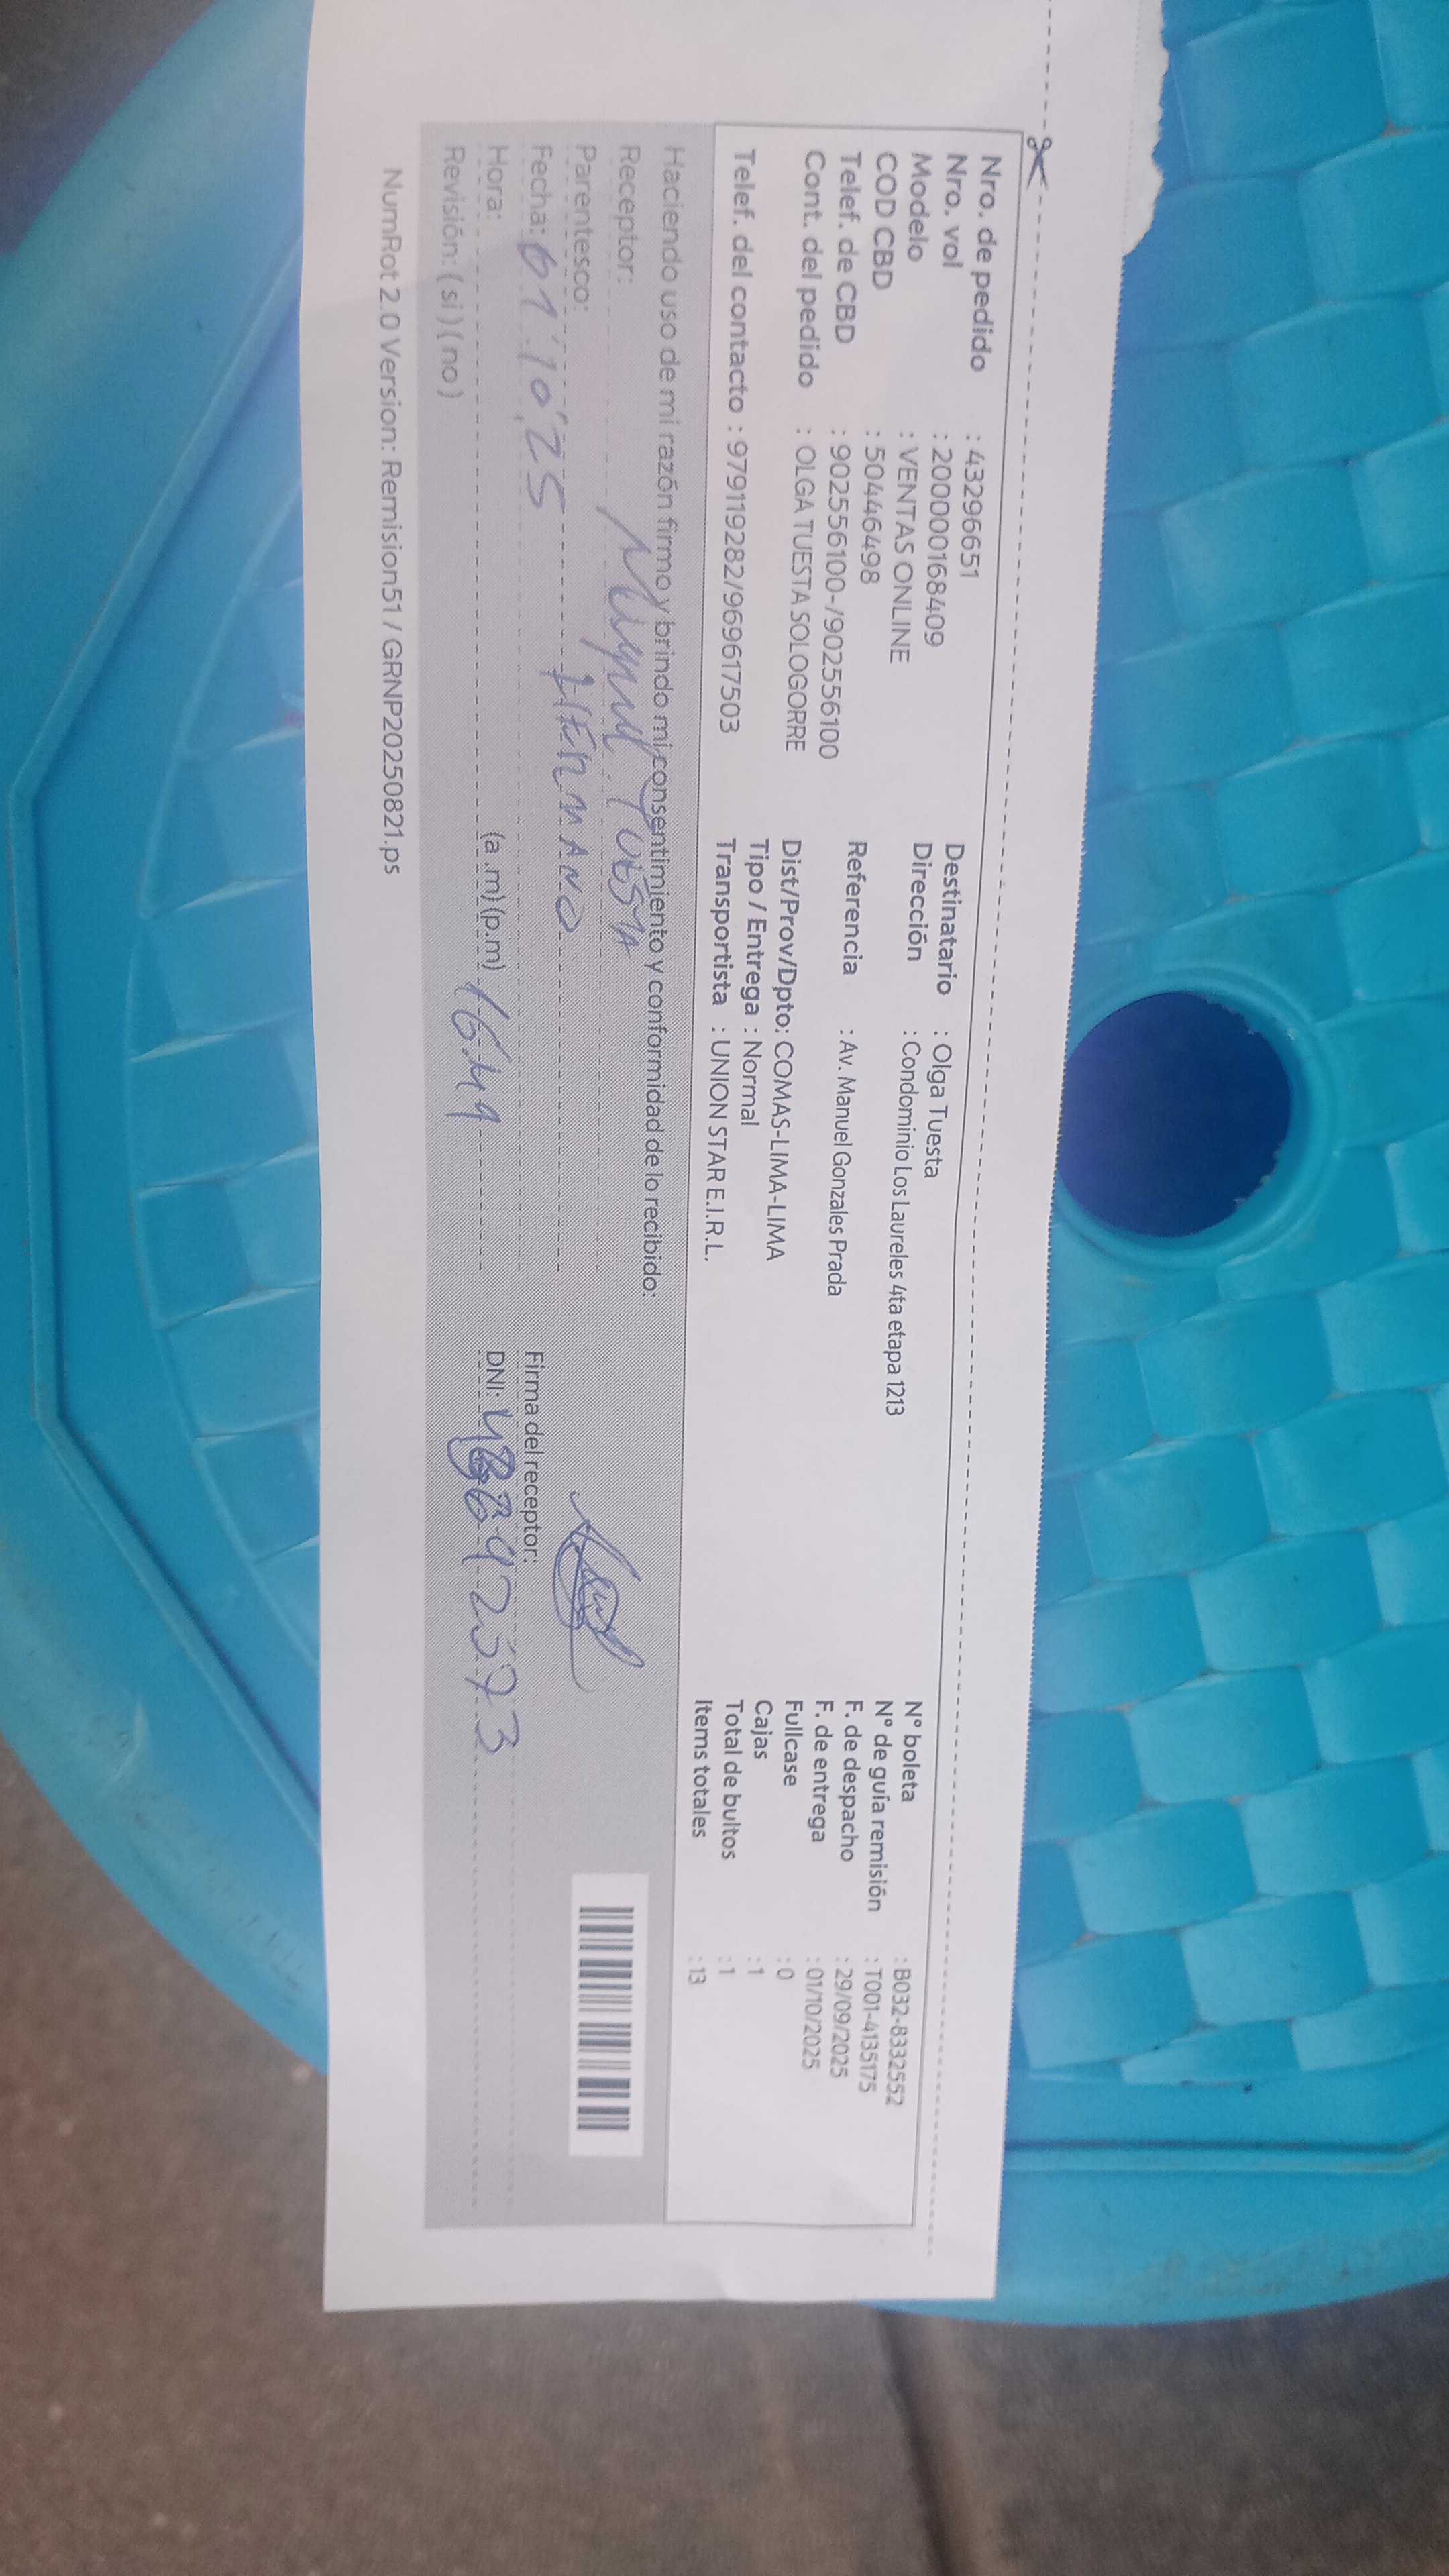 Nro. de pedido : 43296651
Nro. vol : 200000168409
Modelo : VENTAS ONLINE
COD CBD : 50446498
Telef. de CBD : 902556100-/902556100
Cont. del pedido : OLGA TUESTA SOLOGORRE
Telef. del contacto : 979119282/969617503
Destinatario : Olga Tuesta
Dirección : Condominio Los Laureles 4ta etapa 1213
Referencia : Av. Manuel Gonzales Prada
Dist/Prov/Dpto: COMAS-LIMA-LIMA
Tipo / Entrega : Normal
Transportista : UNION STAR E.I.R.L.
N° boleta : B032-8332552
N° de guía remisión : T001-4135175
F. de despacho : 29/09/2025
F. de entrega : 01/10/2025
Fullcase : 0
Cajas : 1
Total de bultos : 1
Items totales : 13
Haciendo uso de mi razón firmo y brindo mi consentimiento y conformidad de lo recibido:
Receptor: Miguel Tuesta
Parentesco: HERMANO
Fecha: 01 10 25
Hora: (a .m) (p.m)
Revisión: ( si ) ( no )
Firma del receptor:
DNI:
NumRot 2.0 Version: Remision51 / GRNP20250821.ps